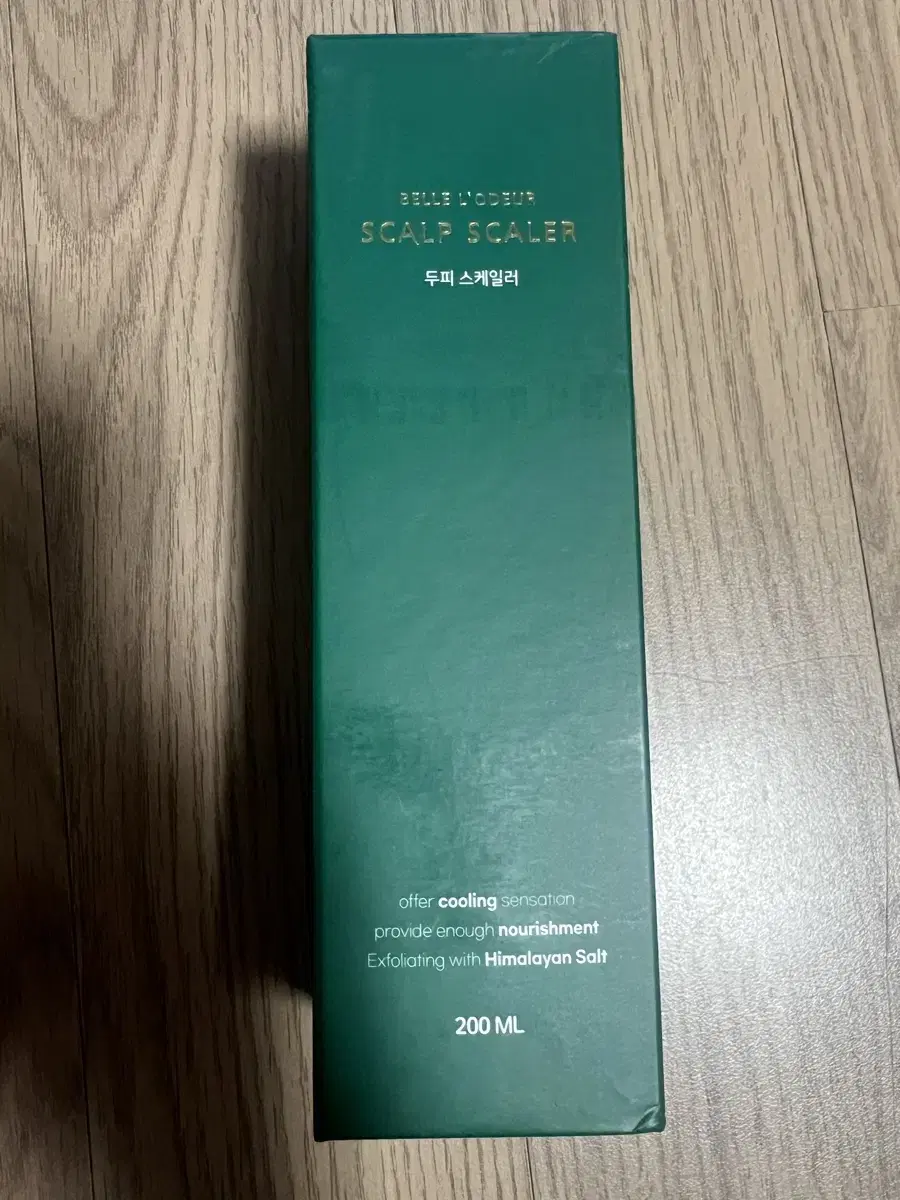 BELLE L'ODEUR
SCALP SCALER
두피 스케일러
offer cooling sensation
provide enough nourishment
Exfoliating with Himalayan Salt
200 ML